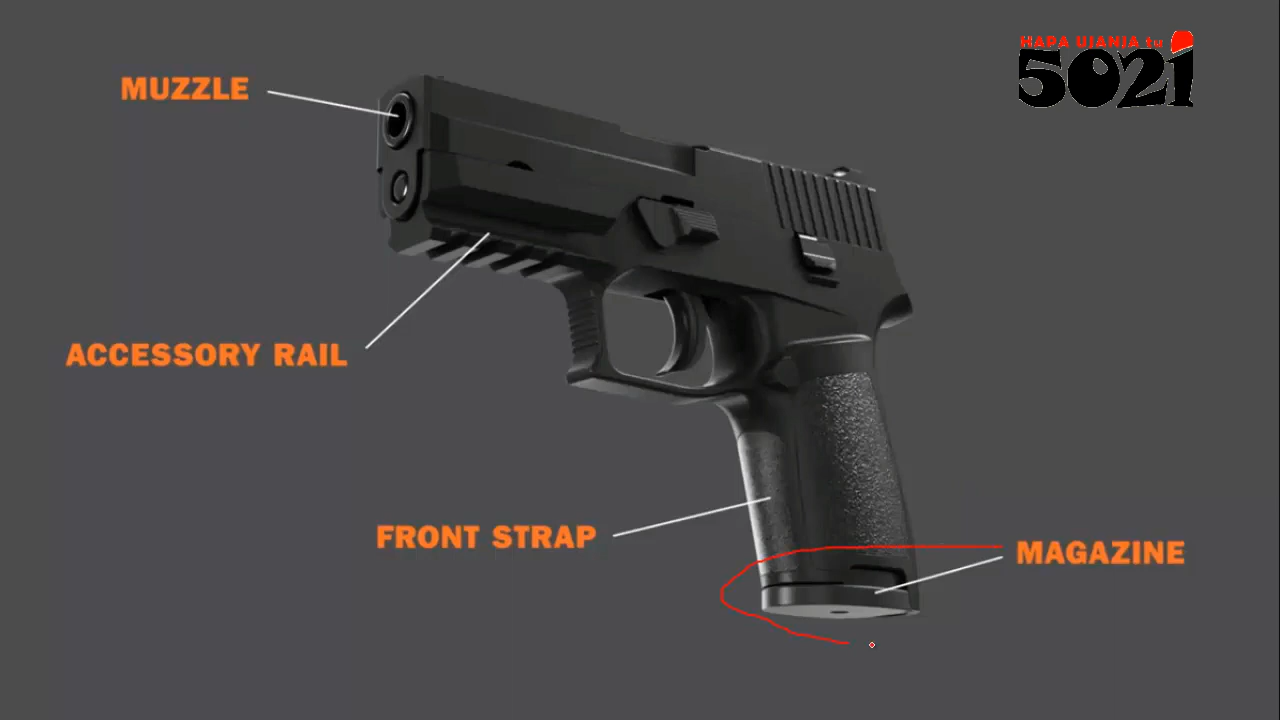 HAPA UJANJA tu
5021
MUZZLE
ACCESSORY RAIL
FRONT STRAP
MAGAZINE